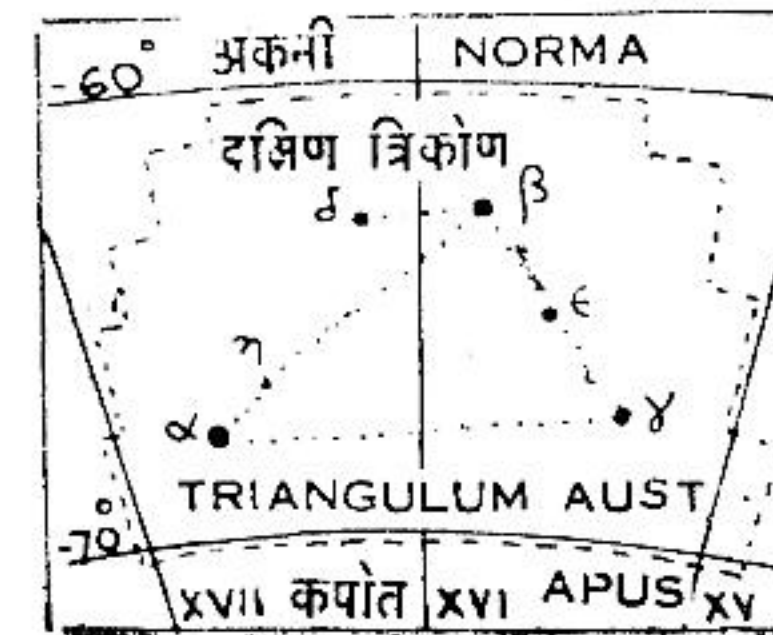 -60° अकनी NORMA
दक्षिण त्रिकोण
δ β
ϵ
η
α γ
TRIANGULUM AUST
-70°
XVII कपोत XVI APUS XV